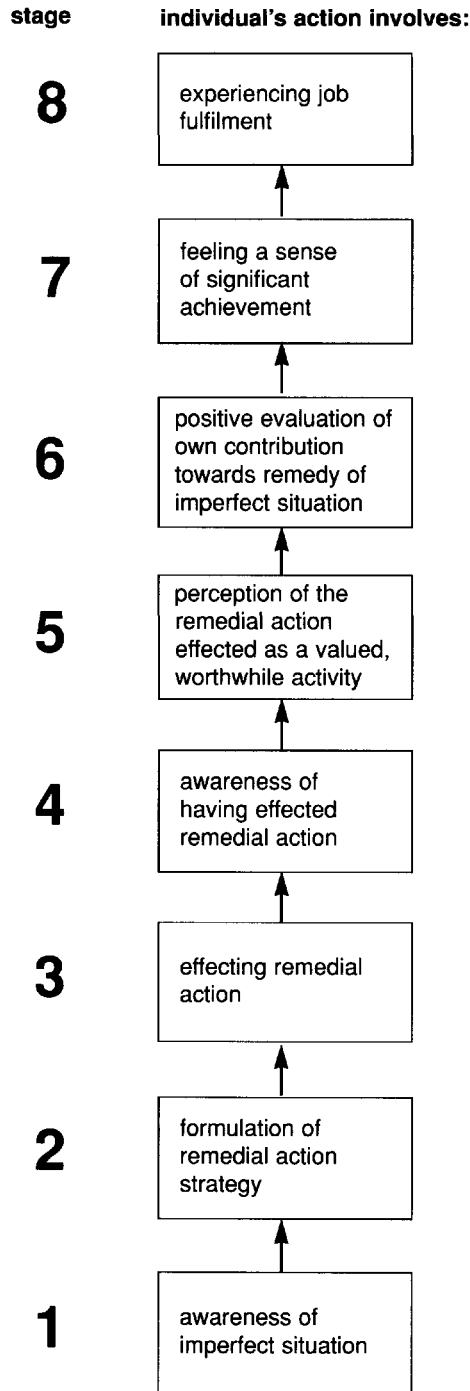 stage individual's action involves:
8 experiencing job
fulfilment
7 feeling a sense
of significant
achievement
6 positive evaluation of
own contribution
towards remedy of
imperfect situation
5 perception of the
remedial action
effected as a valued,
worthwhile activity
4 awareness of
having effected
remedial action
3 effecting remedial
action
2 formulation of
remedial action
strategy
1 awareness of
imperfect situation